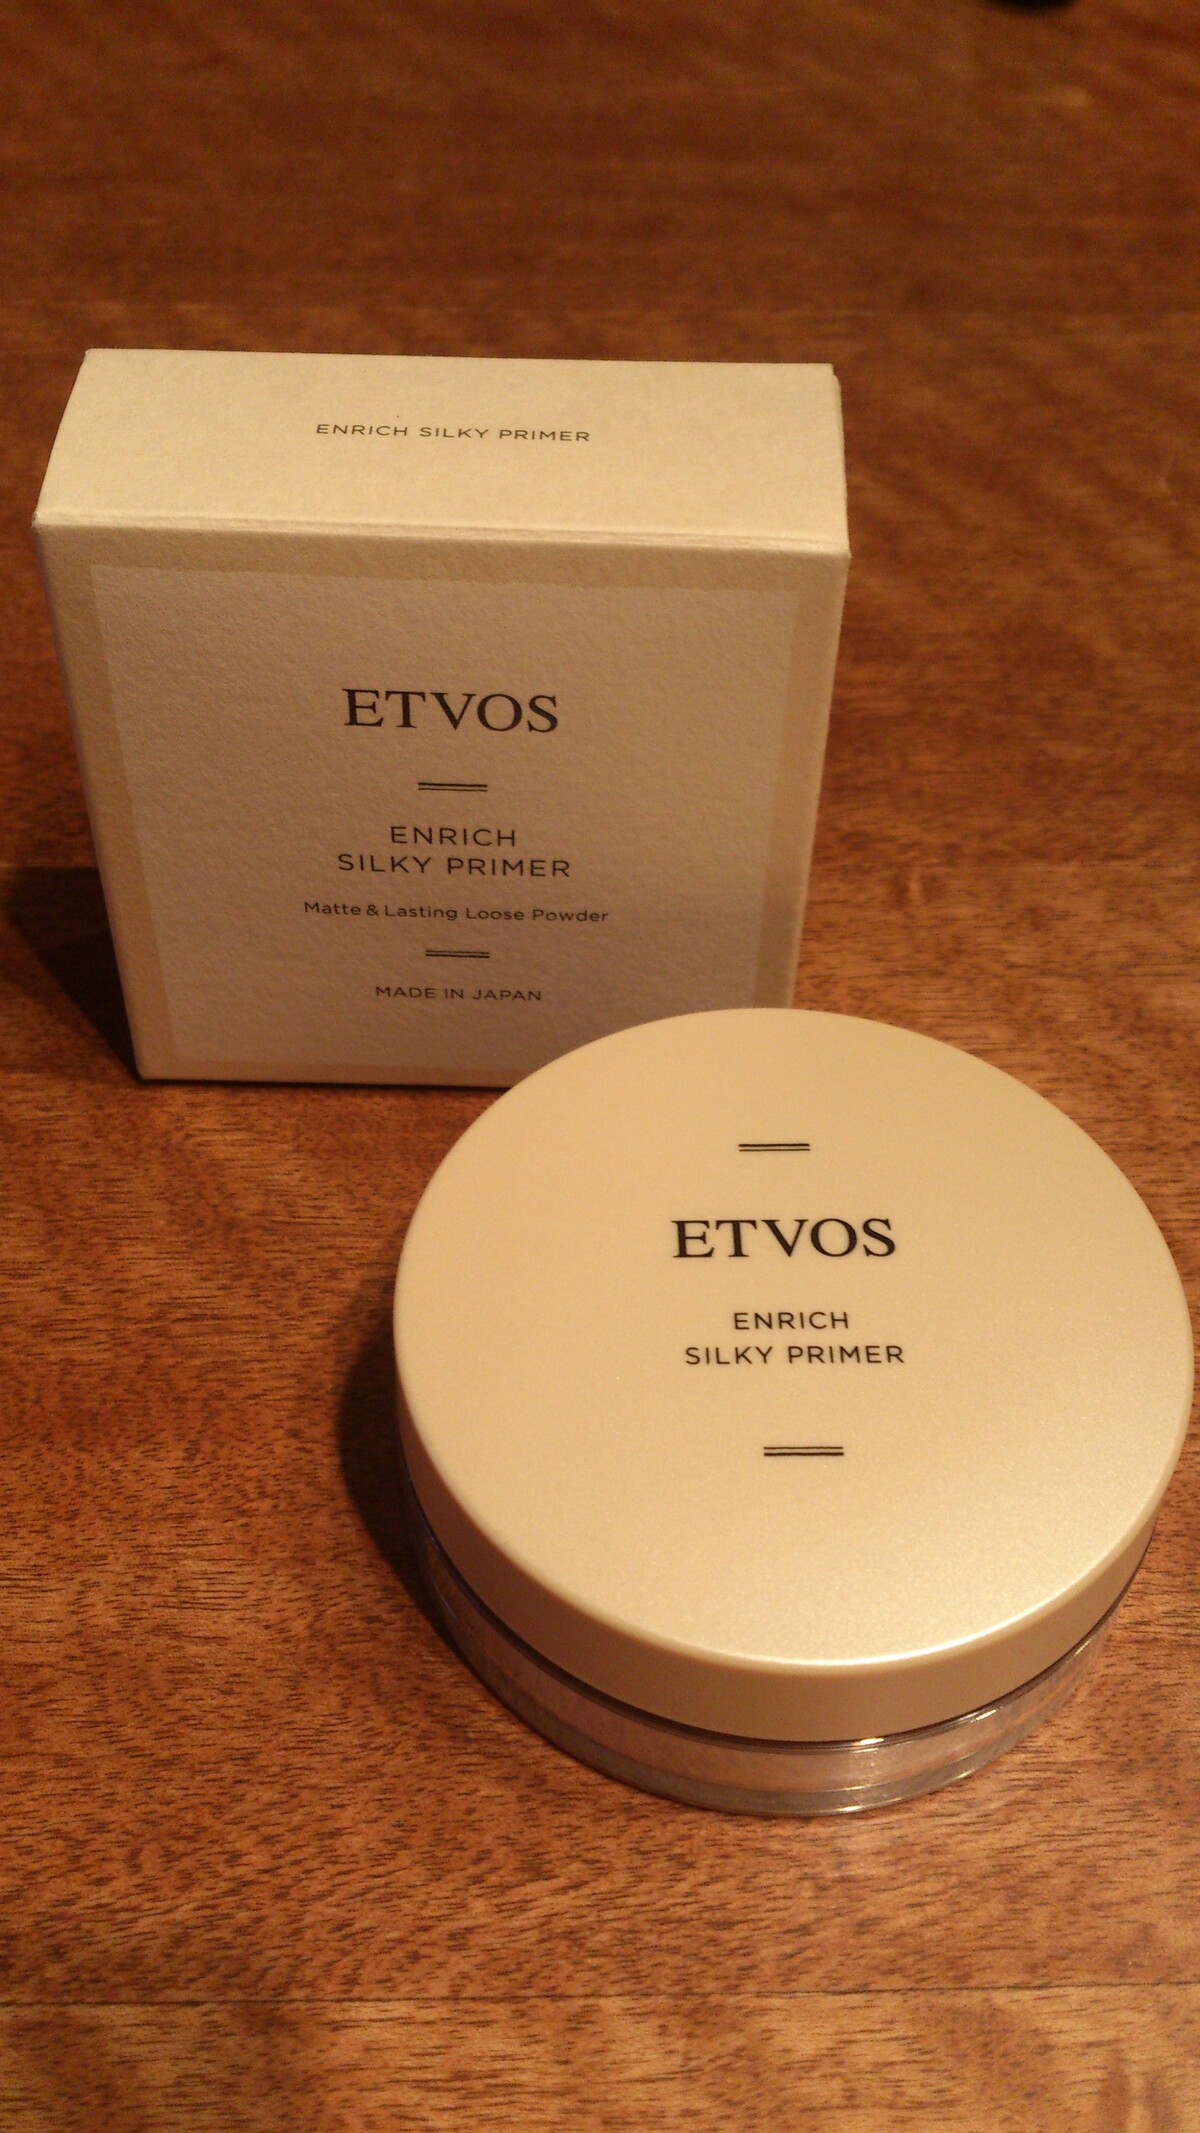 ENRICH SILKY PRIMER
ETVOS
ENRICH
SILKY PRIMER
Matte & Lasting Loose Powder
MADE IN JAPAN
ETVOS
ENRICH
SILKY PRIMER